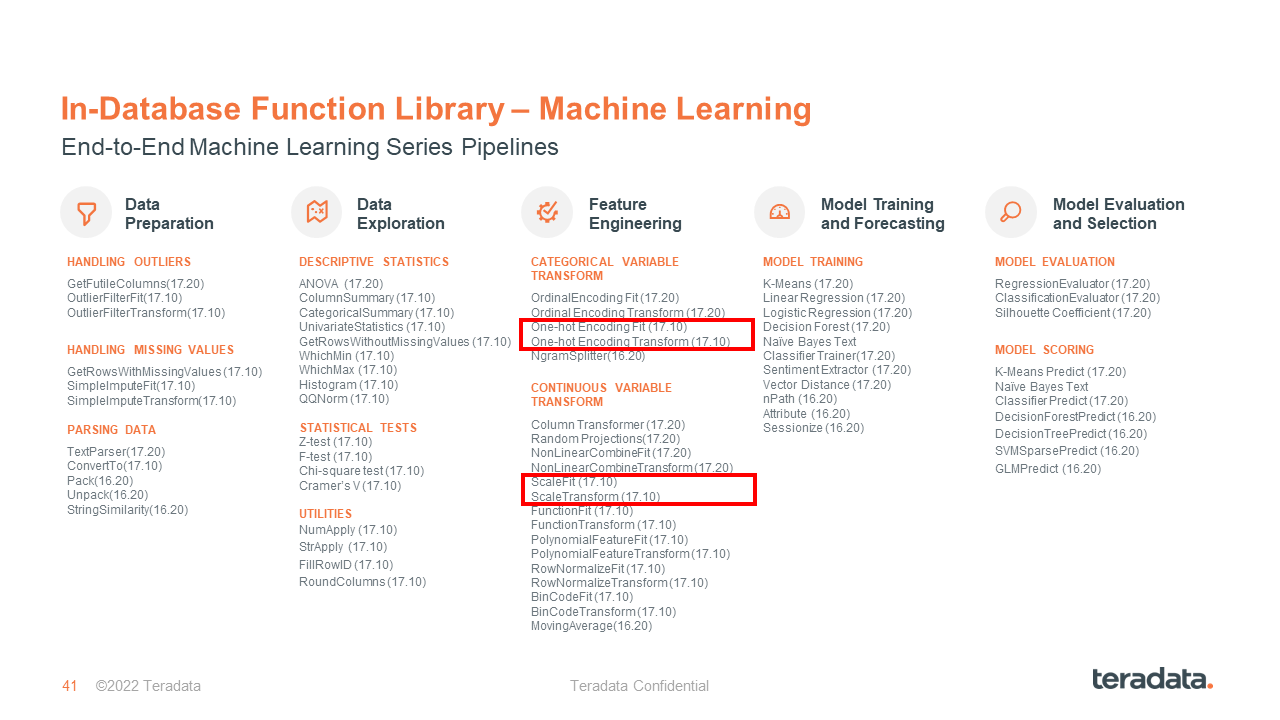 In-Database Function Library – Machine Learning
End-to-End Machine Learning Series Pipelines
Data
Preparation
HANDLING OUTLIERS
GetFutileColumns(17.20)
OutlierFilterFit(17.10)
OutlierFilterTransform(17.10)
HANDLING MISSING VALUES
GetRowsWithMissingValues (17.10)
SimpleImputeFit(17.10)
SimpleImputeTransform(17.10)
PARSING DATA
TextParser(17.20)
ConvertTo(17.10)
Pack(16.20)
Unpack(16.20)
StringSimilarity(16.20)
Data
Exploration
DESCRIPTIVE STATISTICS
ANOVA (17.20)
ColumnSummary (17.10)
CategoricalSummary (17.10)
UnivariateStatistics (17.10)
GetRowsWithoutMissingValues (17.10)
WhichMin (17.10)
WhichMax (17.10)
Histogram (17.10)
QQNorm (17.10)
STATISTICAL TESTS
Z-test (17.10)
F-test (17.10)
Chi-square test (17.10)
Cramer's V (17.10)
UTILITIES
NumApply (17.10)
StrApply (17.10)
FillRowID (17.10)
RoundColumns (17.10)
Feature
Engineering
CATEGORICAL VARIABLE
TRANSFORM
OrdinalEncoding Fit (17.20)
Ordinal Encoding Transform (17.20)
One-hot Encoding Fit (17.10)
One-hot Encoding Transform (17.10)
NgramSplitter(16.20)
CONTINUOUS VARIABLE
TRANSFORM
Column Transformer (17.20)
Random Projections(17.20)
NonLinearCombineFit (17.20)
NonLinearCombineTransform (17.20)
ScaleFit (17.10)
ScaleTransform (17.10)
FunctionFit (17.10)
FunctionTransform (17.10)
PolynomialFeatureFit (17.10)
PolynomialFeatureTransform (17.10)
RowNormalizeFit (17.10)
RowNormalizeTransform (17.10)
BinCodeFit (17.10)
BinCodeTransform (17.10)
MovingAverage(16.20)
Model Training
and Forecasting
MODEL TRAINING
K-Means (17.20)
Linear Regression (17.20)
Logistic Regression (17.20)
Decision Forest (17.20)
Naïve Bayes Text
Classifier Trainer(17.20)
Sentiment Extractor (17.20)
Vector Distance (17.20)
nPath (16.20)
Attribute (16.20)
Sessionize (16.20)
Model Evaluation
and Selection
MODEL EVALUATION
RegressionEvaluator (17.20)
ClassificationEvaluator (17.20)
Silhouette Coefficient (17.20)
MODEL SCORING
K-Means Predict (17.20)
Naïve Bayes Text
Classifier Predict (17.20)
DecisionForestPredict (16.20)
DecisionTreePredict (16.20)
SVMSparsePredict (16.20)
GLMPredict (16.20)
41 ©2022 Teradata
Teradata Confidential
teradata.